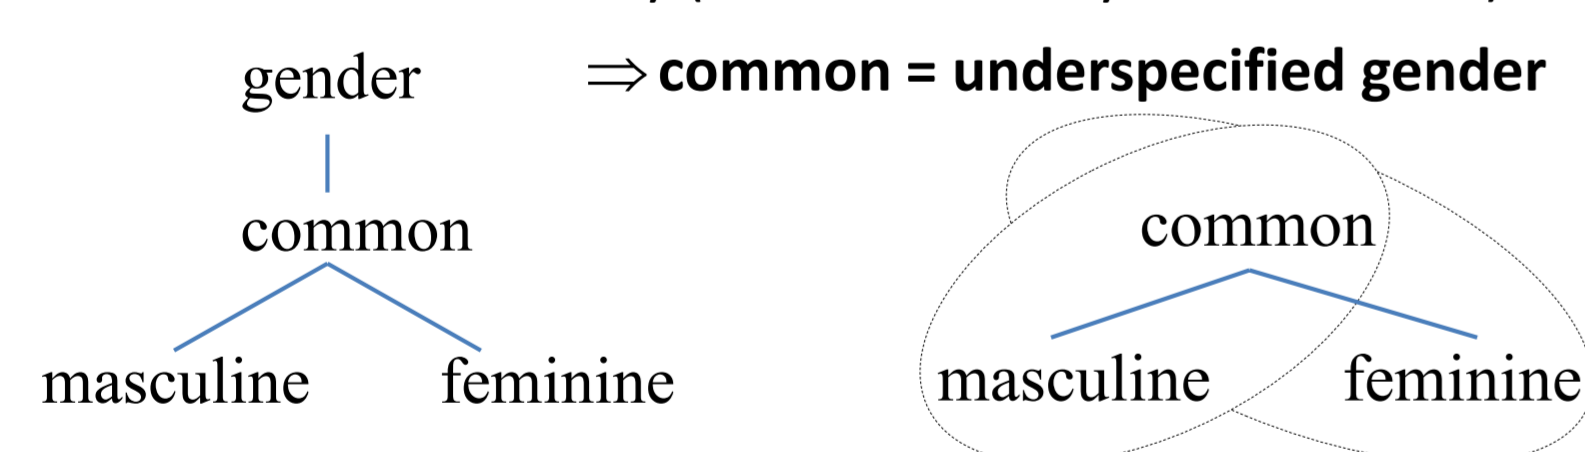 gender
⇒ common = underspecified gender
common
common
masculine
feminine
masculine
feminine